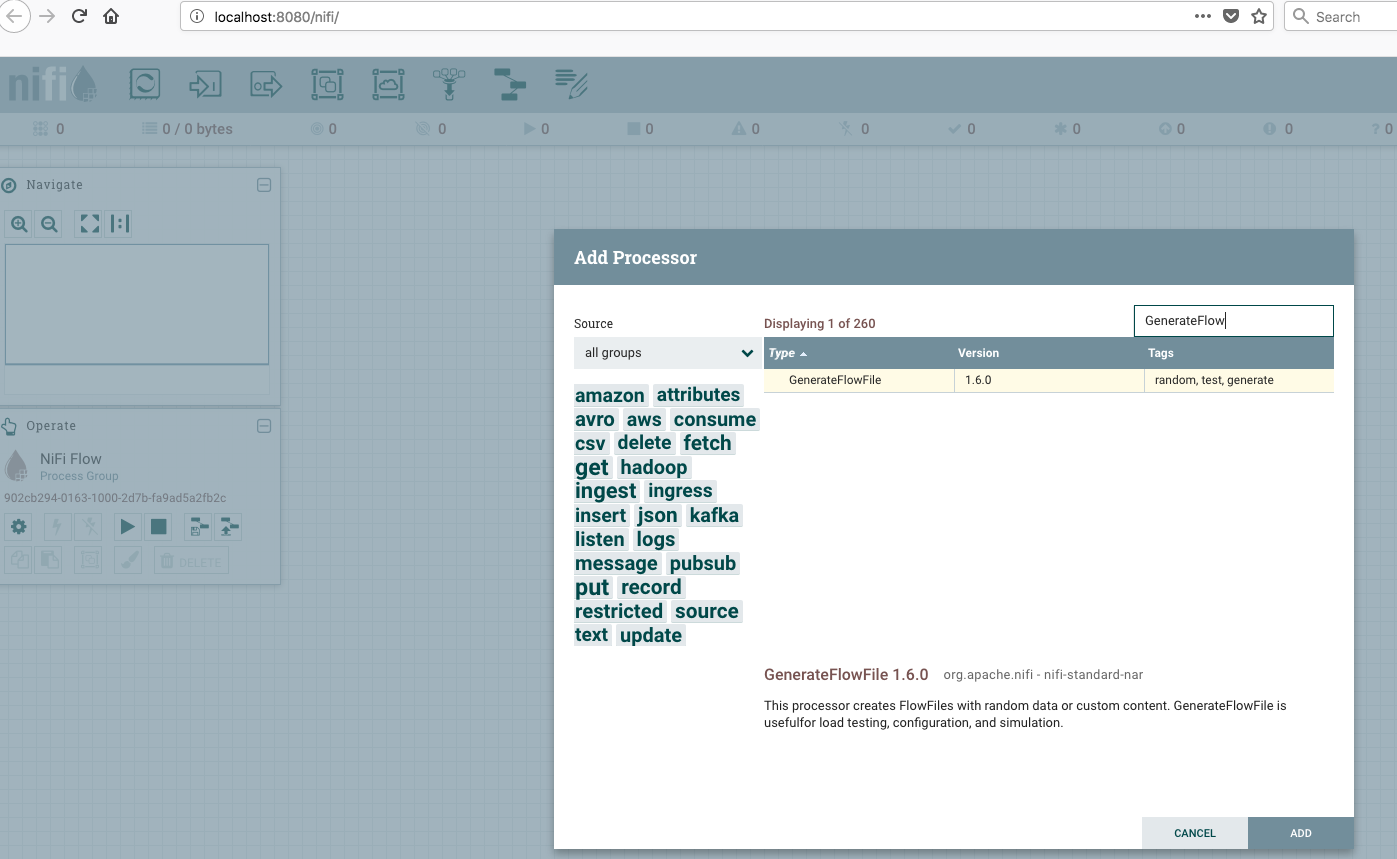 localhost:8080/nifi/
Search
nifi
0
0 / 0 bytes
0
0
0
0
0
0
0
0
0
0
? 0
Navigate
Operate
NiFi Flow
Process Group
902cb294-0163-1000-2d7b-fa9ad5a2fb2c
DELETE
Add Processor
Source
Displaying 1 of 260
GenerateFlow
all groups
Type
Version
Tags
GenerateFlowFile
1.6.0
random, test, generate
amazon attributes
avro aws consume
csv delete fetch
get hadoop
ingest ingress
insert json kafka
listen logs
message pubsub
put record
restricted source
text update
GenerateFlowFile 1.6.0
org.apache.nifi - nifi-standard-nar
This processor creates FlowFiles with random data or custom content. GenerateFlowFile is
usefulfor load testing, configuration, and simulation.
CANCEL
ADD